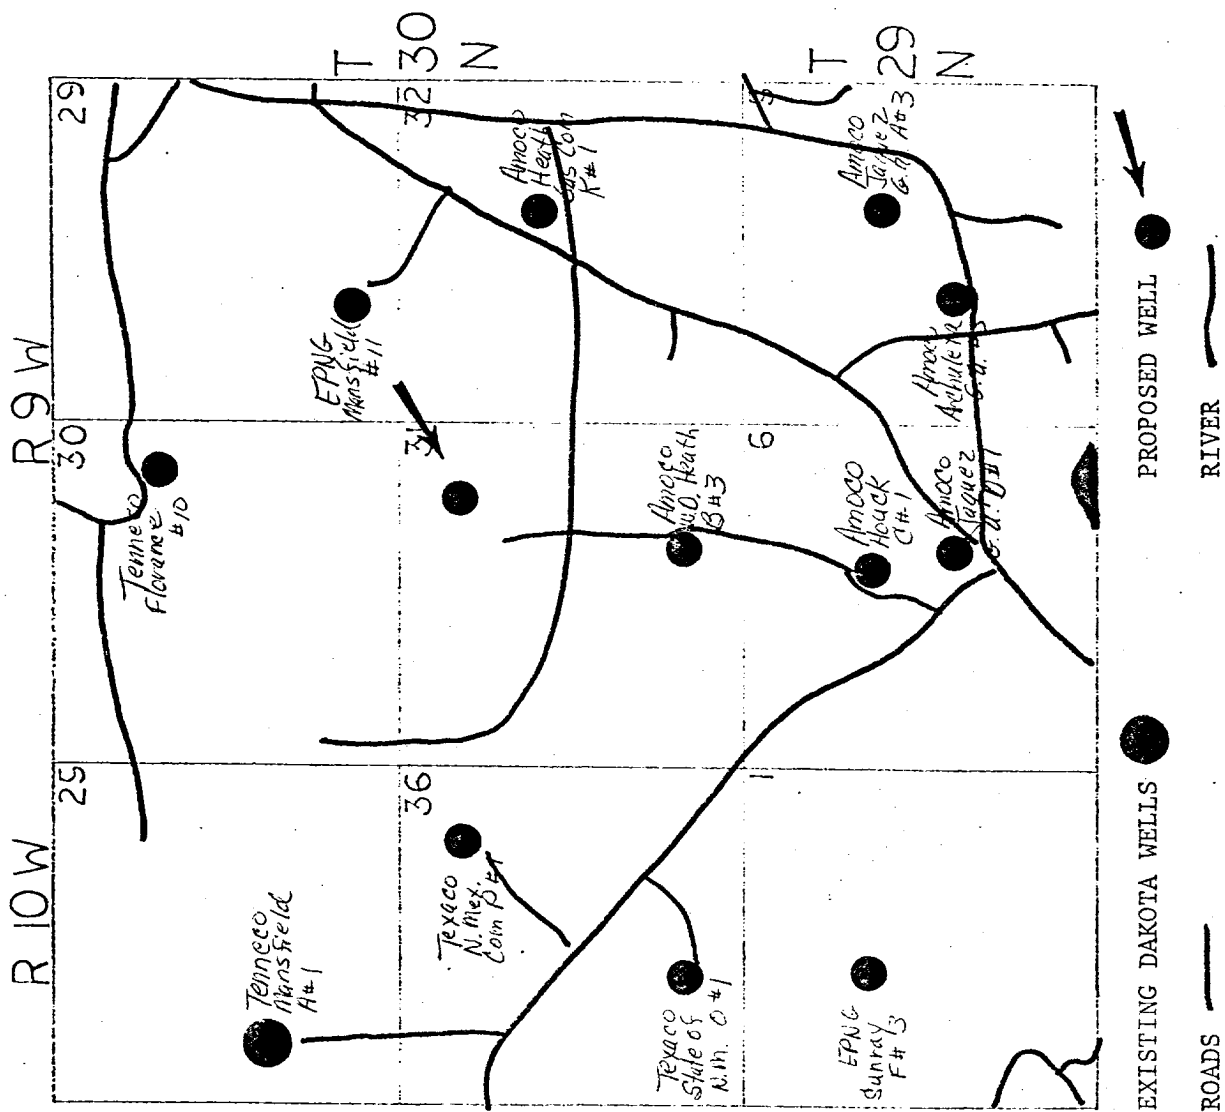 R 10 W
R 9 W
25
30
29
T
30
N
Tenneco
Mansfield
A#1
Tenneco
Florance
#10
EPNG
Mansfield
#11
36
31
32
Texaco
N. Mex.
Com P #1
Amoco
Heath
Gas Com
K#1
Texaco
State of
N.M. O #1
Amoco
W.D. Heath
B#3
1
6
5
T
29
N
EPNG
Sunray
F#3
Amoco
Houck
C#1
Amoco
Jaquez
G.U. A#3
Amoco
Jaquez
G.U. #1
Amoco
Archuleta
G.U.
EXISTING DAKOTA WELLS
PROPOSED WELL
ROADS
RIVER